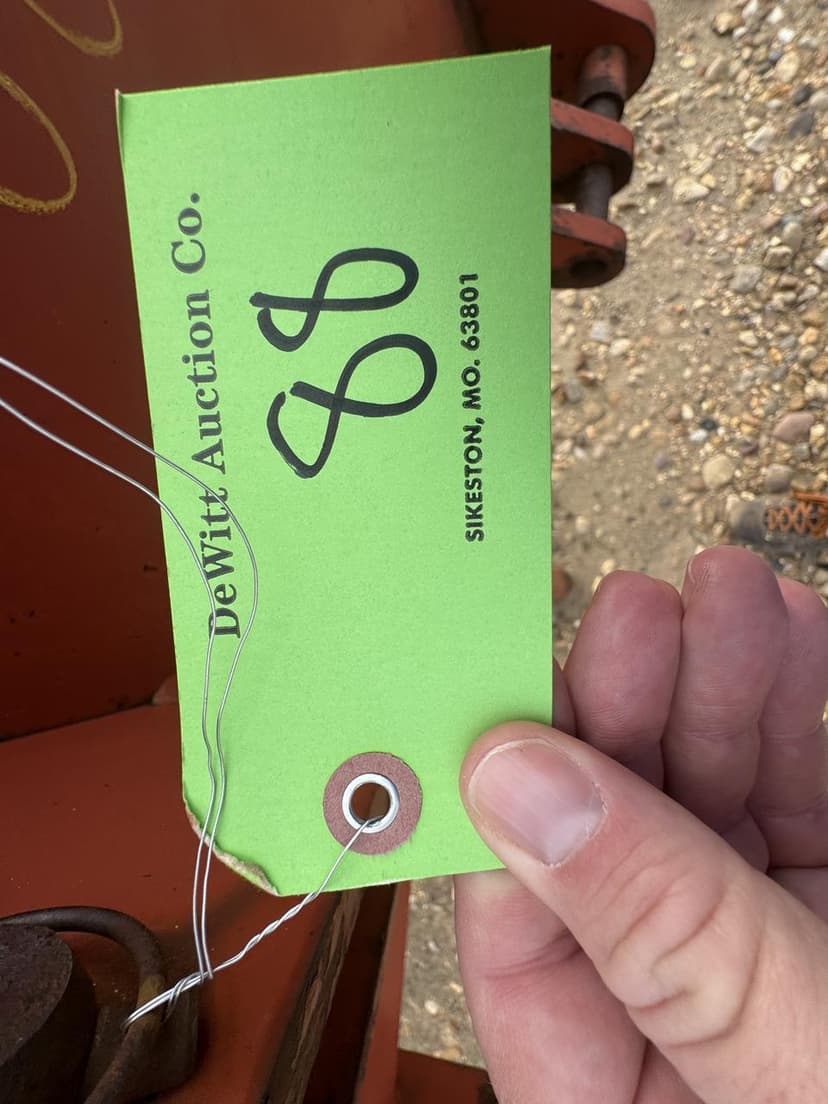 DeWitt Auction Co.
88
SIKESTON, MO. 63801